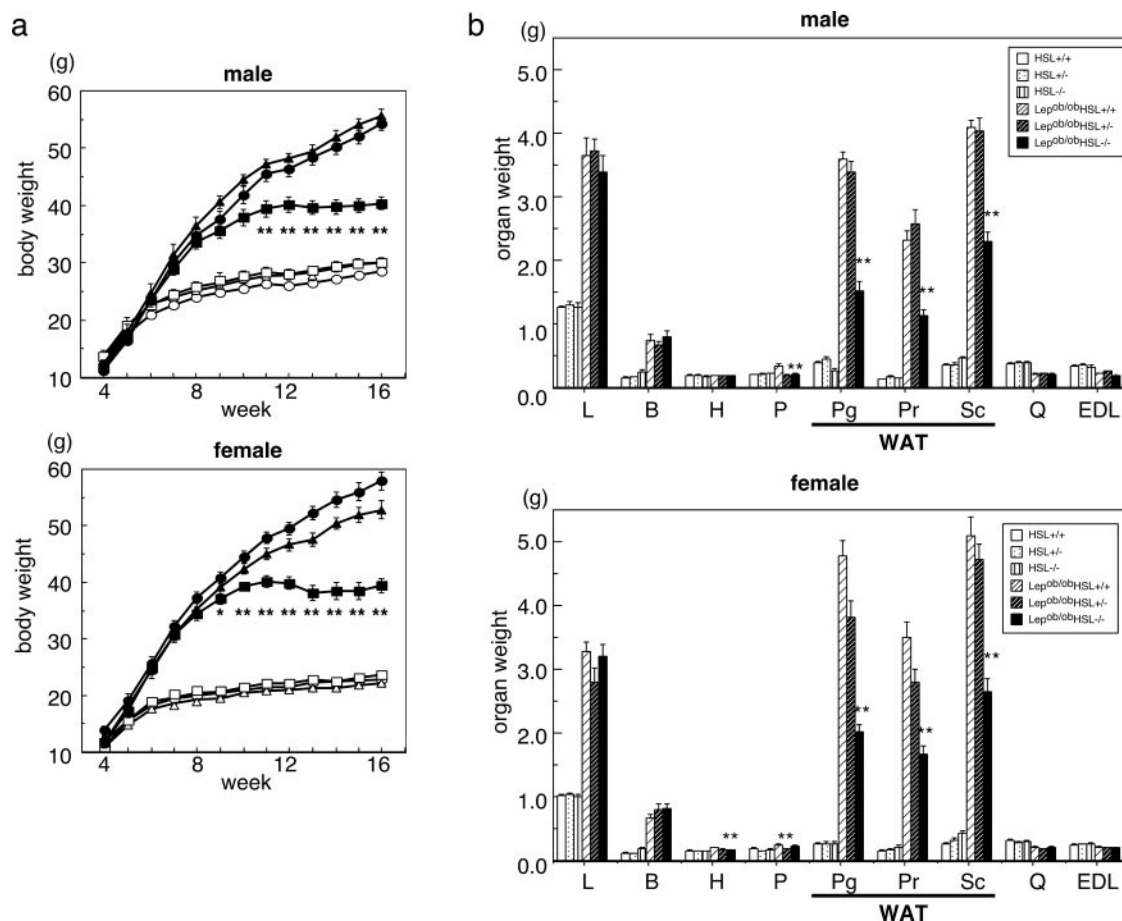 a
(g)
male
60
50
40
30
20
10
body weight
** ** ** ** ** **
4 8 12 16
week
(g)
female
60
50
40
30
20
10
body weight
* ** ** ** ** ** ** **
4 8 12 16
week
b
(g)
male
5.0
4.0
3.0
2.0
1.0
0.0
organ weight
HSL+/+
HSL+/-
HSL-/-
Lepob/obHSL+/+
Lepob/obHSL+/-
Lepob/obHSL-/-
** ** ** **
L B H P Pg Pr Sc Q EDL
WAT
(g)
female
5.0
4.0
3.0
2.0
1.0
0.0
organ weight
HSL+/+
HSL+/-
HSL-/-
Lepob/obHSL+/+
Lepob/obHSL+/-
Lepob/obHSL-/-
** ** ** ** **
L B H P Pg Pr Sc Q EDL
WAT